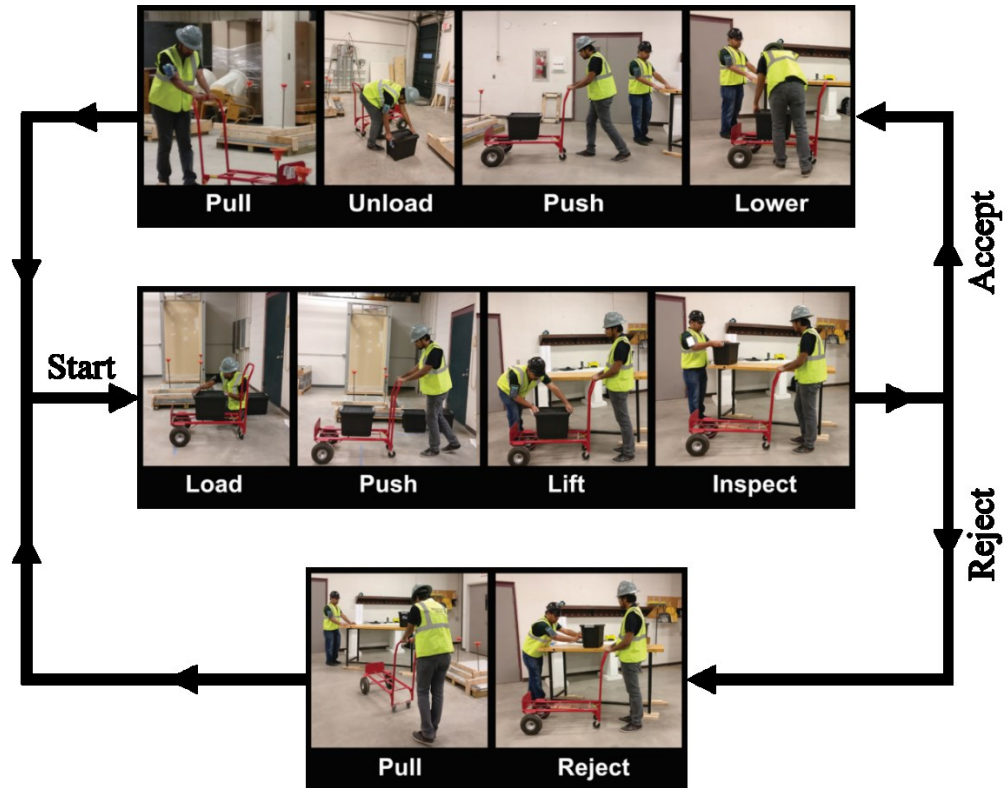 Pull Unload Push Lower
Accept
Start
Load Push Lift Inspect
Reject
Pull Reject